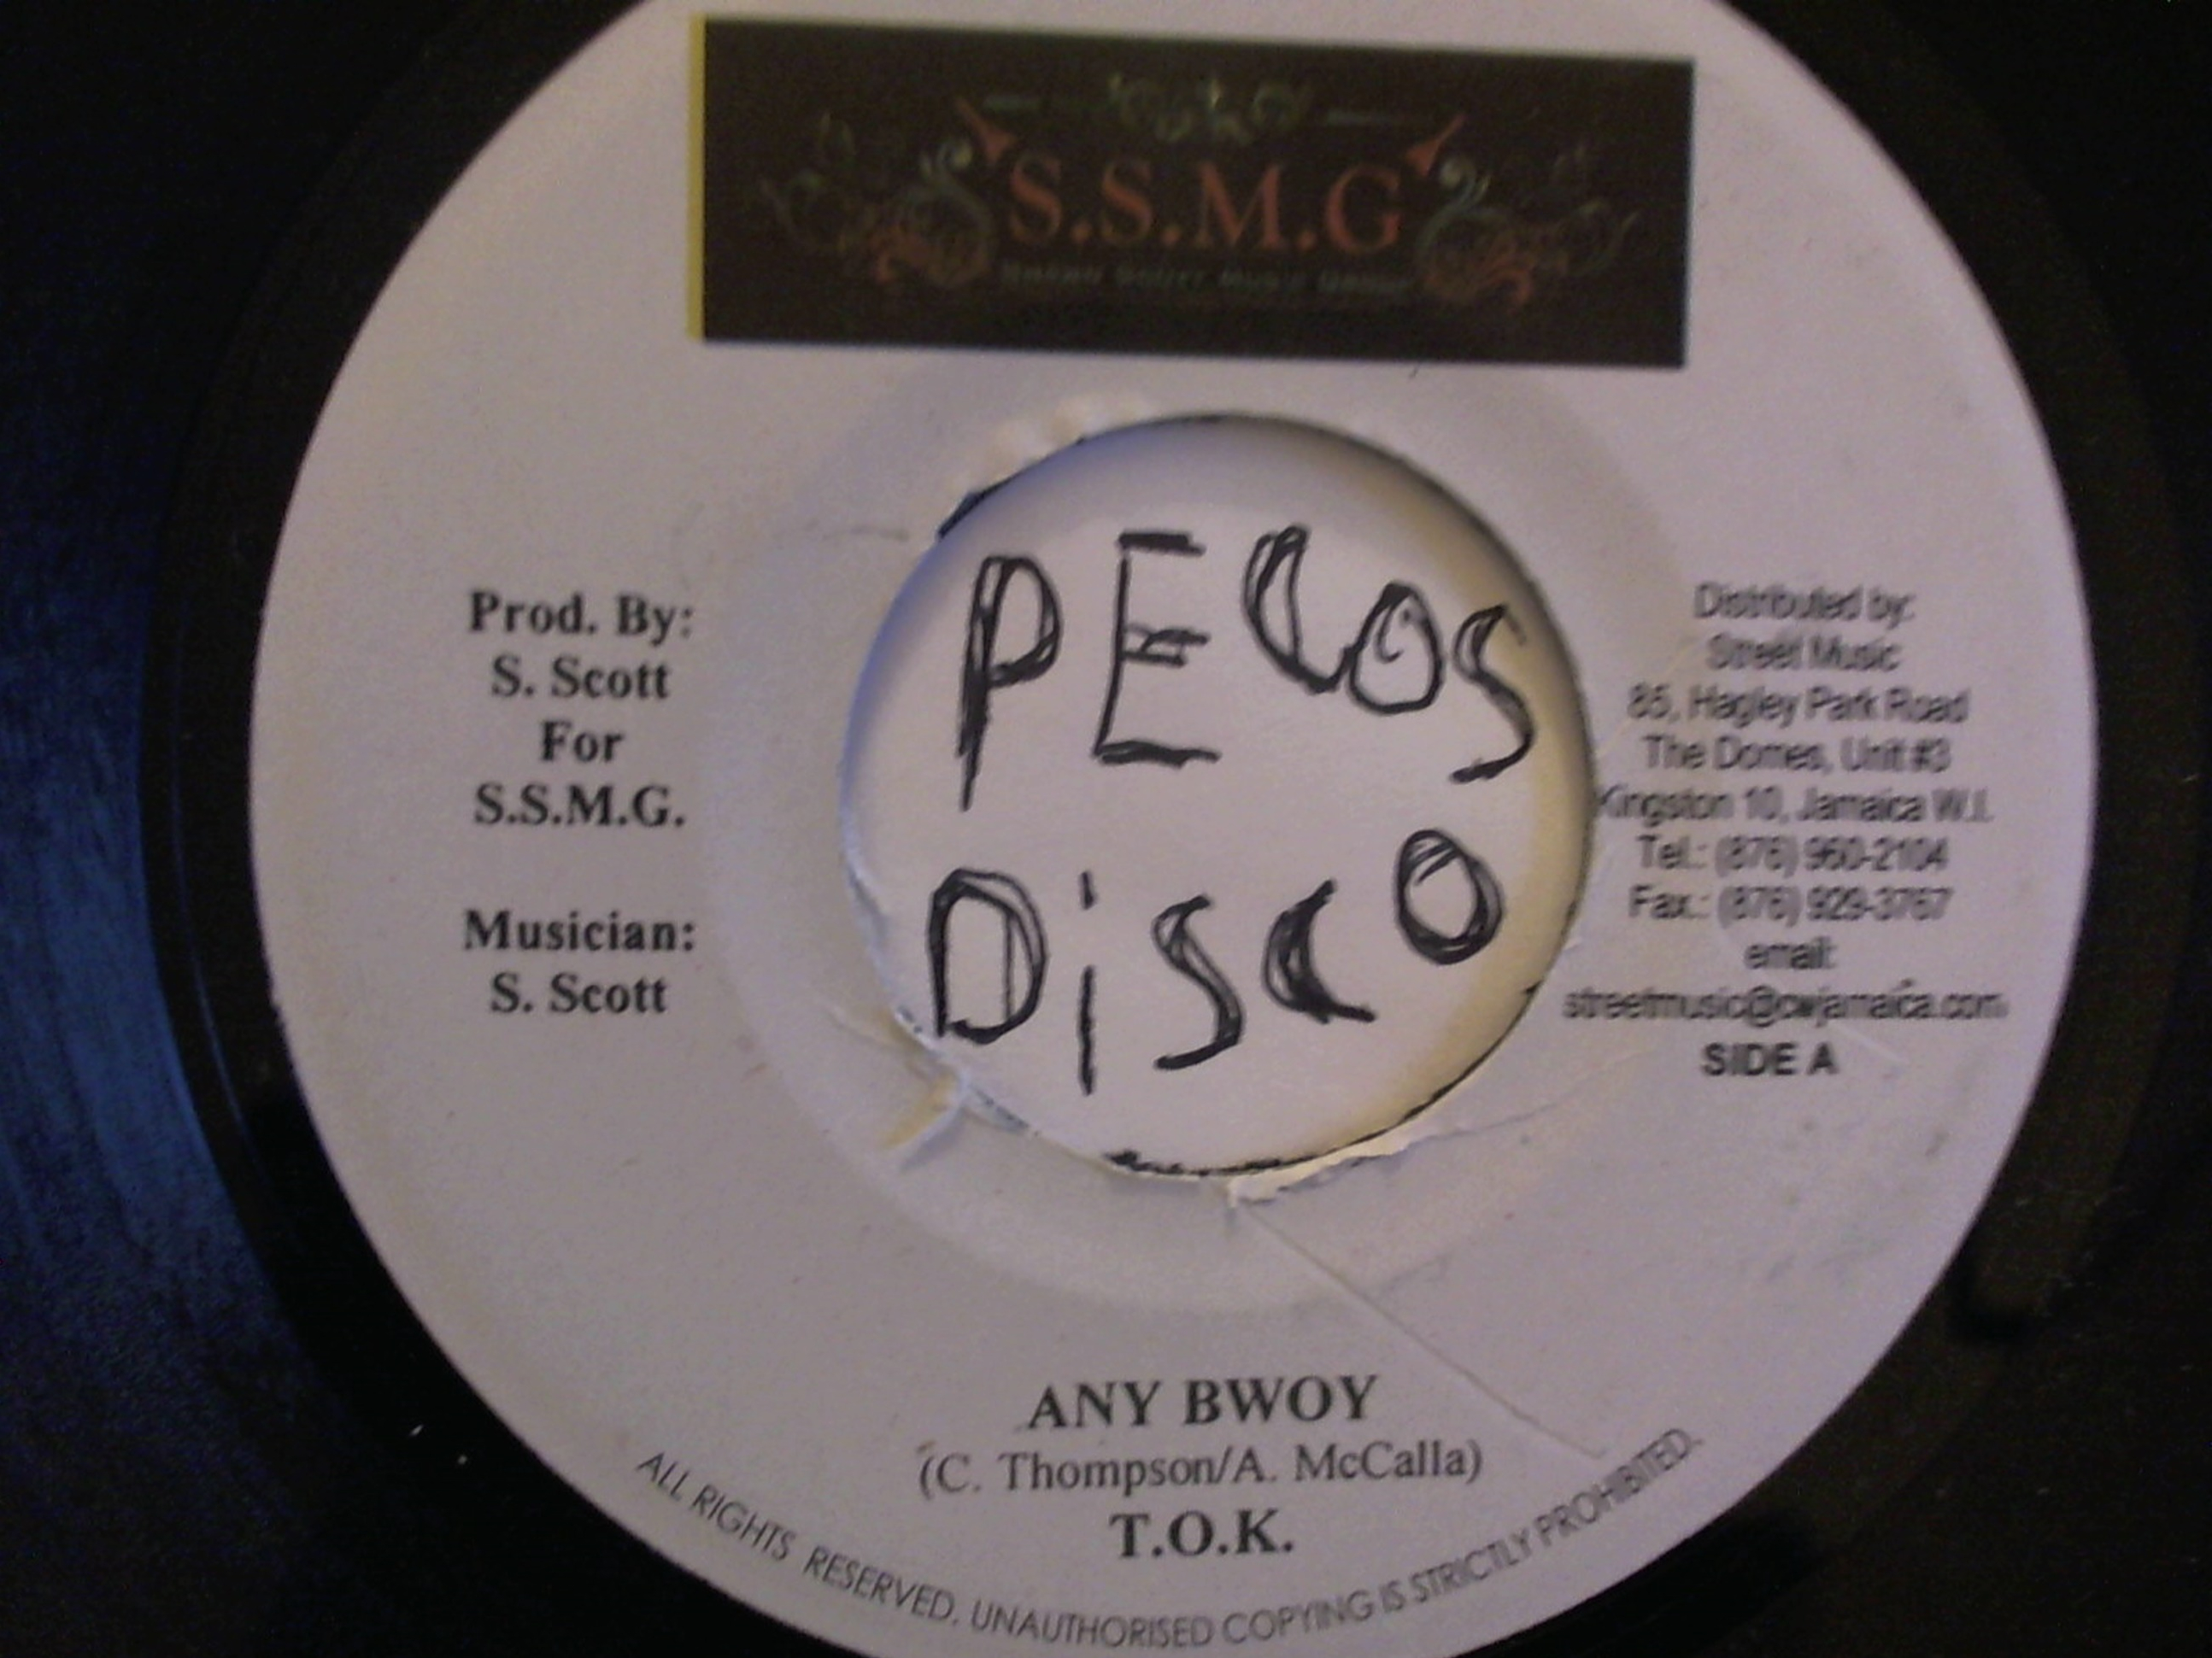 S.S.M.G
Prod. By:
S. Scott
For
S.S.M.G.
Musician:
S. Scott
PELOS
DiSCO
Distributed by:
Street Music
85, Hagley Park Road
The Domes, Unit #3
Kingston 10, Jamaica W.I.
Tel.: (876) 960-2104
Fax.: (876) 929-3767
email:
streetmusic@cwjamaica.com
SIDE A
ANY BWOY
(C. Thompson/A. McCalla)
T.O.K.
ALL RIGHTS RESERVED. UNAUTHORISED COPYING IS STRICTLY PROHIBITED.